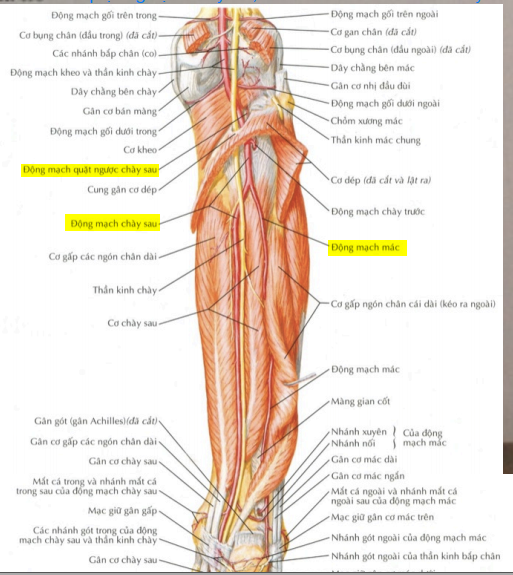 Động mạch gối trên trong
Cơ bụng chân (đầu trong) (đã cắt)
Các nhánh bắp chân (co)
Động mạch kheo và thần kinh chày
Dây chằng bên chày
Gân cơ bán màng
Động mạch gối dưới trong
Cơ kheo
Động mạch quặt ngược chày sau
Cung gân cơ dép
Động mạch chày sau
Cơ gấp các ngón chân dài
Thần kinh chày
Cơ chày sau
Gân gót (gân Achilles)(đã cắt)
Gân cơ gấp các ngón chân dài
Gân cơ chày sau
Mắt cá trong và nhánh mắt cá
trong sau của động mạch chày sau
Mạc giữ gân gấp
Các nhánh gót trong của động
mạch chày sau và thần kinh chày
Gân cơ chày sau
Động mạch gối trên ngoài
Cơ gan chân (đã cắt)
Cơ bụng chân (đầu ngoài) (đã cắt)
Dây chằng bên mác
Gân cơ nhị đầu đùi
Động mạch gối dưới ngoài
Chỏm xương mác
Thần kinh mác chung
Cơ dép (đã cắt và lật ra)
Động mạch chày trước
Động mạch mác
Cơ gấp ngón chân cái dài (kéo ra ngoài)
Động mạch mác
Màng gian cốt
Nhánh xuyên } Của động
Nhánh nối } mạch mác
Gân cơ mác dài
Gân cơ mác ngắn
Mắt cá ngoài và nhánh mắt cá
ngoài sau của động mạch mác
Mạc giữ gân cơ mác trên
Nhánh gót ngoài của động mạch mác
Nhánh gót ngoài của thần kinh bắp chân